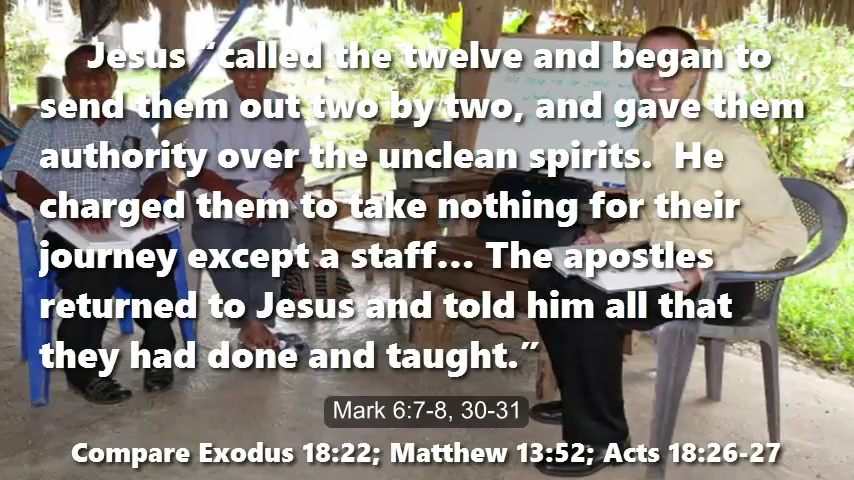 Jesus “called the twelve and began to
send them out two by two, and gave them
authority over the unclean spirits.  He
charged them to take nothing for their
journey except a staff… The apostles
returned to Jesus and told him all that
they had done and taught.”
Mark 6:7-8, 30-31
Compare Exodus 18:22; Matthew 13:52; Acts 18:26-27